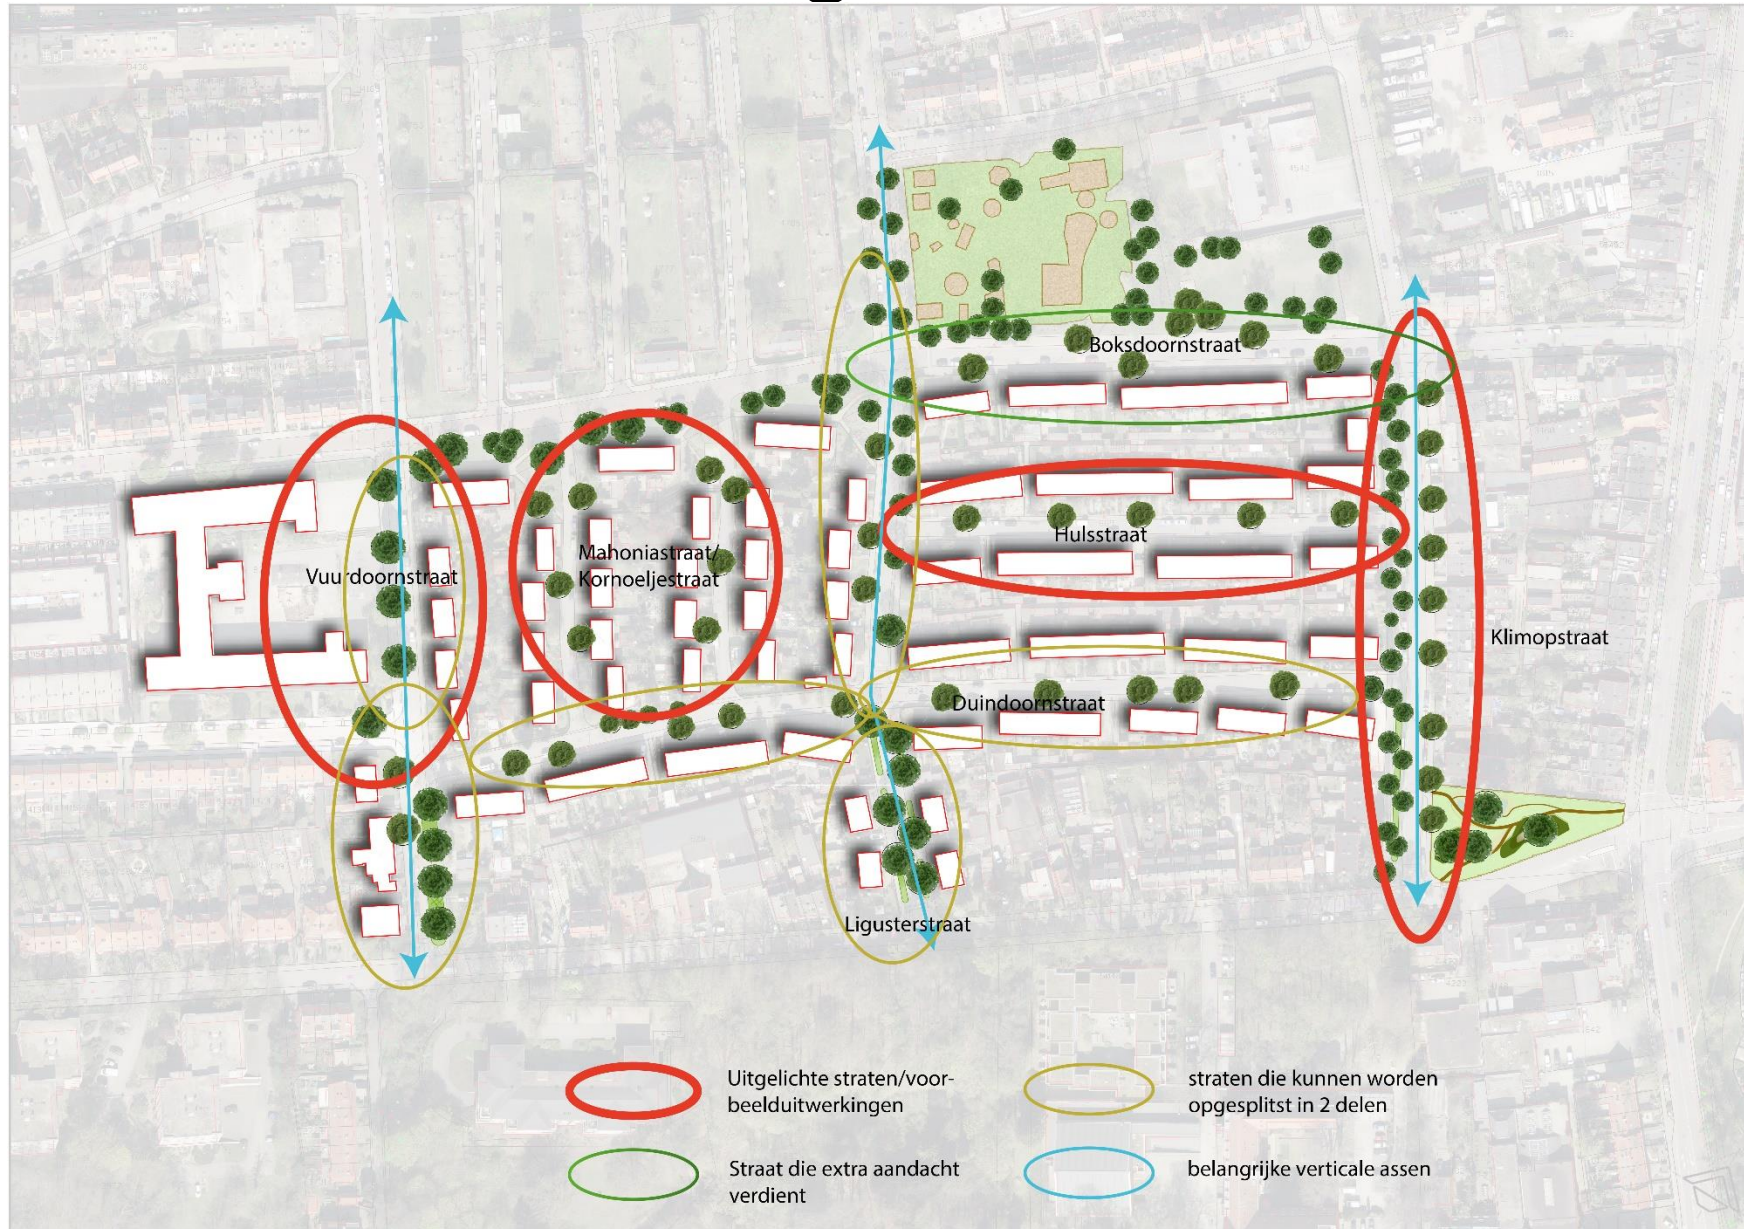 Boksdoornstraat
Hulsstraat
Mahoniastraat/
Kornoeljestraat
Vuurdoornstraat
Klimopstraat
Duindoornstraat
Ligusterstraat
Uitgelichte straten/voor-
beelduitwerkingen
straten die kunnen worden
opgesplitst in 2 delen
Straat die extra aandacht
verdient
belangrijke verticale assen